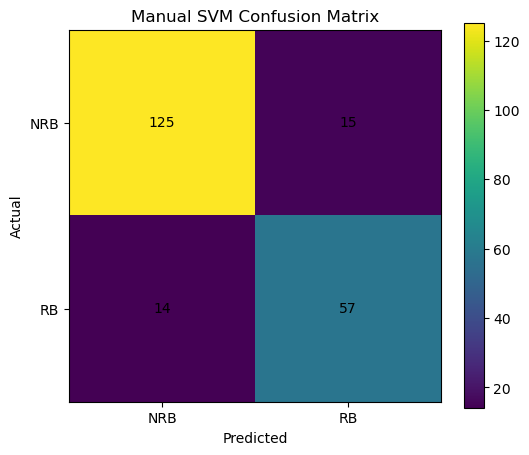 Manual SVM Confusion Matrix
NRB
125
15
RB
14
57
NRB
RB
Predicted
Actual
120
100
80
60
40
20